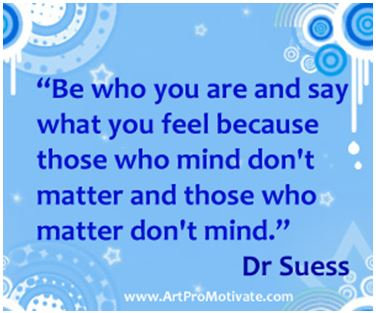 “Be who you are and say
what you feel because
those who mind don't
matter and those who
matter don't mind.”
Dr Suess
www.ArtProMotivate.com